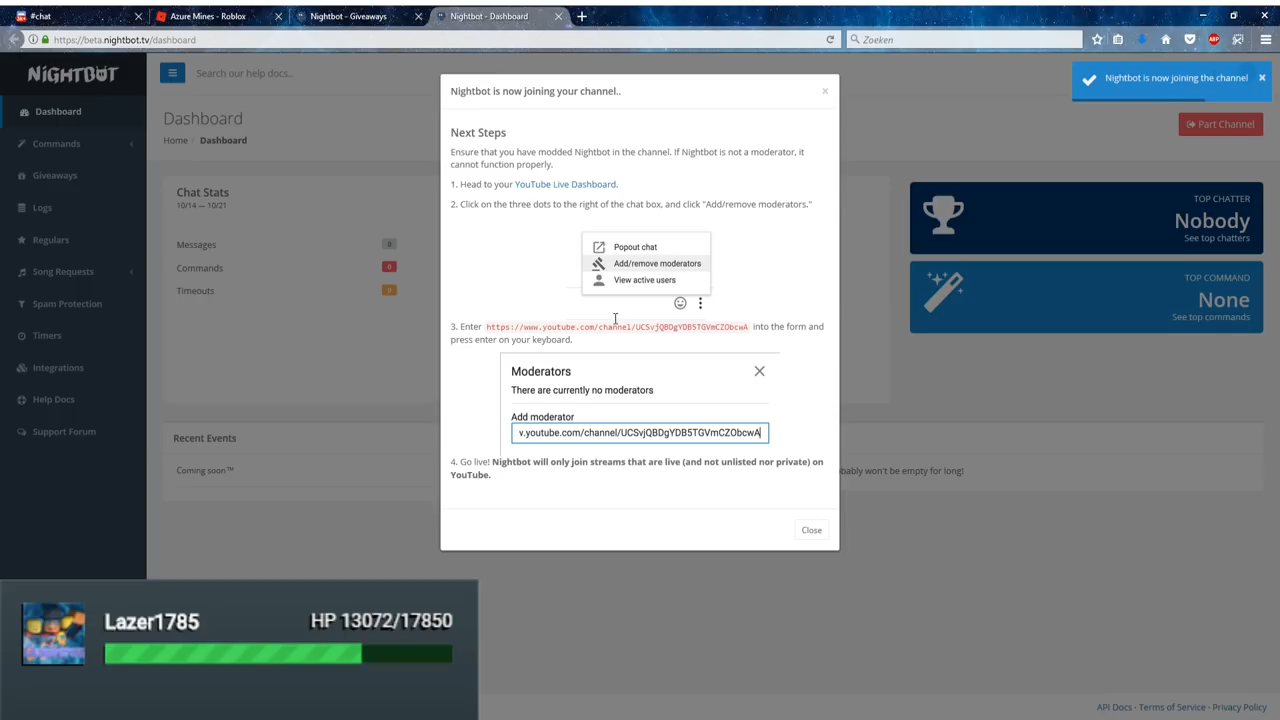 #chat
Azure Mines - Roblox
Nightbot - Giveaways
Nightbot - Dashboard
https://beta.nightbot.tv/dashboard
Zoeken
ABP
NIGHTBOT
Search our help docs..
Dashboard
Commands
Giveaways
Logs
Regulars
Song Requests
Spam Protection
Timers
Integrations
Help Docs
Support Forum
Dashboard
Home
Dashboard
Part Channel
Nightbot is now joining the channel
Chat Stats
10/14 — 10/21
Messages 0
Commands 0
Timeouts 0
TOP CHATTER
Nobody
See top chatters
TOP COMMAND
None
See top commands
Recent Events
Coming soon™
bably won't be empty for long!
Nightbot is now joining your channel..
Next Steps
Ensure that you have modded Nightbot in the channel. If Nightbot is not a moderator, it
cannot function properly.
1. Head to your YouTube Live Dashboard.
2. Click on the three dots to the right of the chat box, and click "Add/remove moderators."
Popout chat
Add/remove moderators
View active users
3. Enter https://www.youtube.com/channel/UCSvjQBDgYDB5TGVmCZObcwA into the form and
press enter on your keyboard.
Moderators
There are currently no moderators
Add moderator
v.youtube.com/channel/UCSvjQBDgYDB5TGVmCZObcwA
4. Go live! Nightbot will only join streams that are live (and not unlisted nor private) on
YouTube.
Close
Lazer1785
HP 13072/17850
API Docs · Terms of Service · Privacy Policy